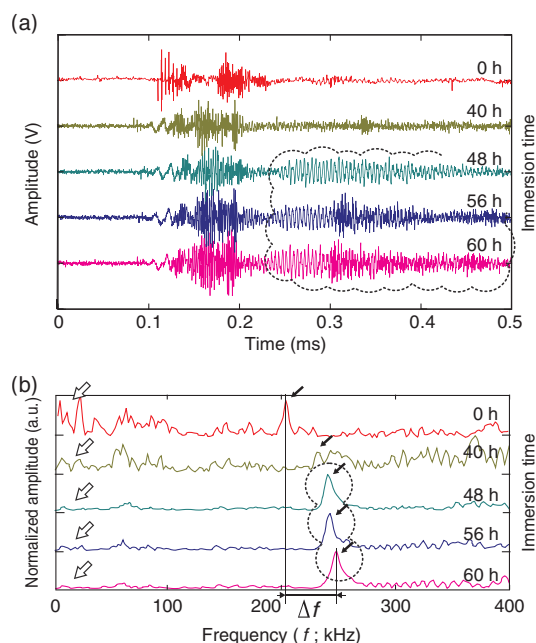 (a)
Amplitude (V)
0 h
40 h
48 h
56 h
60 h
Immersion time
0 0.1 0.2 0.3 0.4 0.5
Time (ms)
(b)
Normalized amplitude (a.u.)
0 h
40 h
48 h
56 h
60 h
Immersion time
0 100 200 300 400
Δf
Frequency ( f ; kHz)